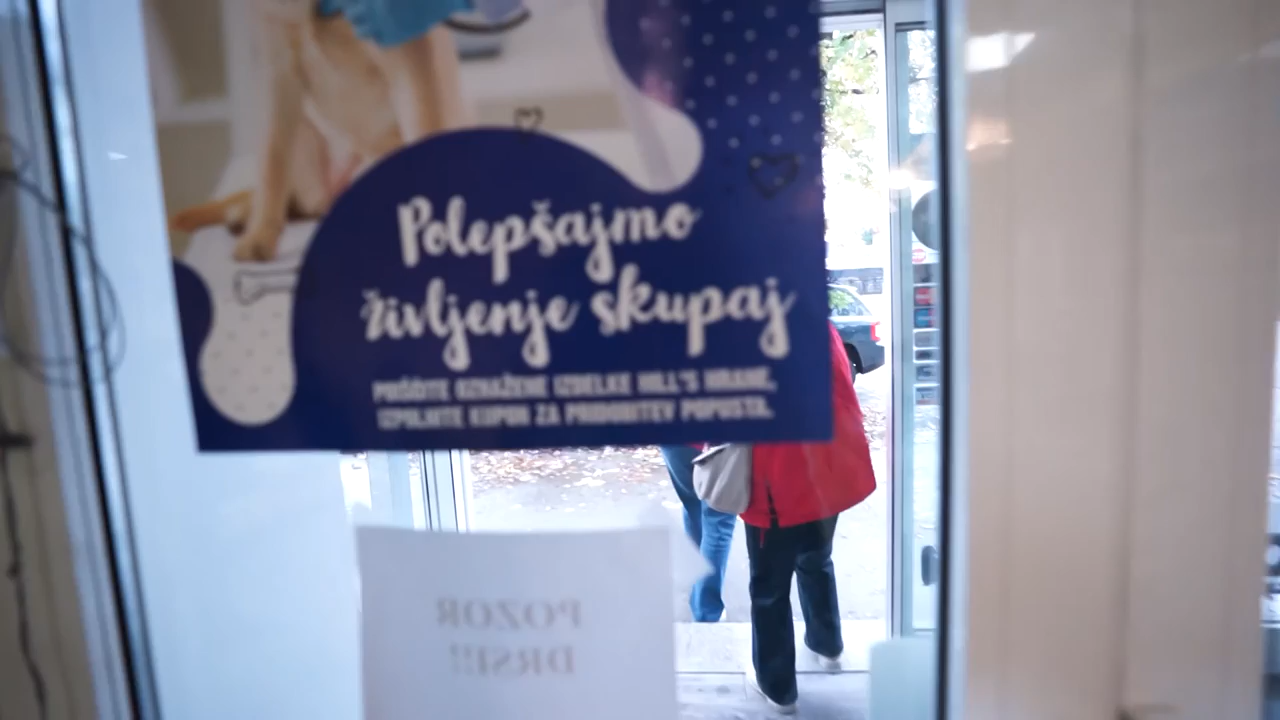 Polepšajmo
življenje skupaj
POIŠČITE OZNAČENE IZDELKE HILL'S HRANE,
IZPOLNITE KUPON ZA PRIDOBITEV POPUSTA.
POZOR
DRSI!!